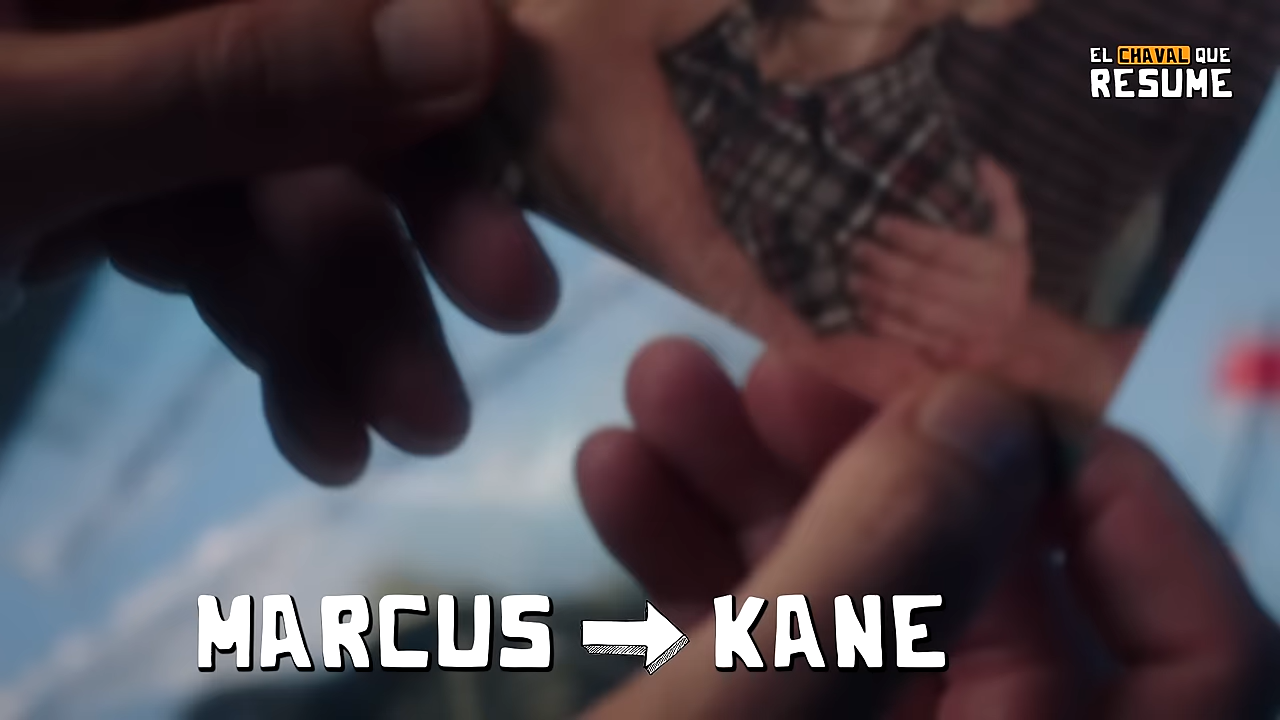 EL CHAVAL QUE
RESUME
MARCUS → KANE